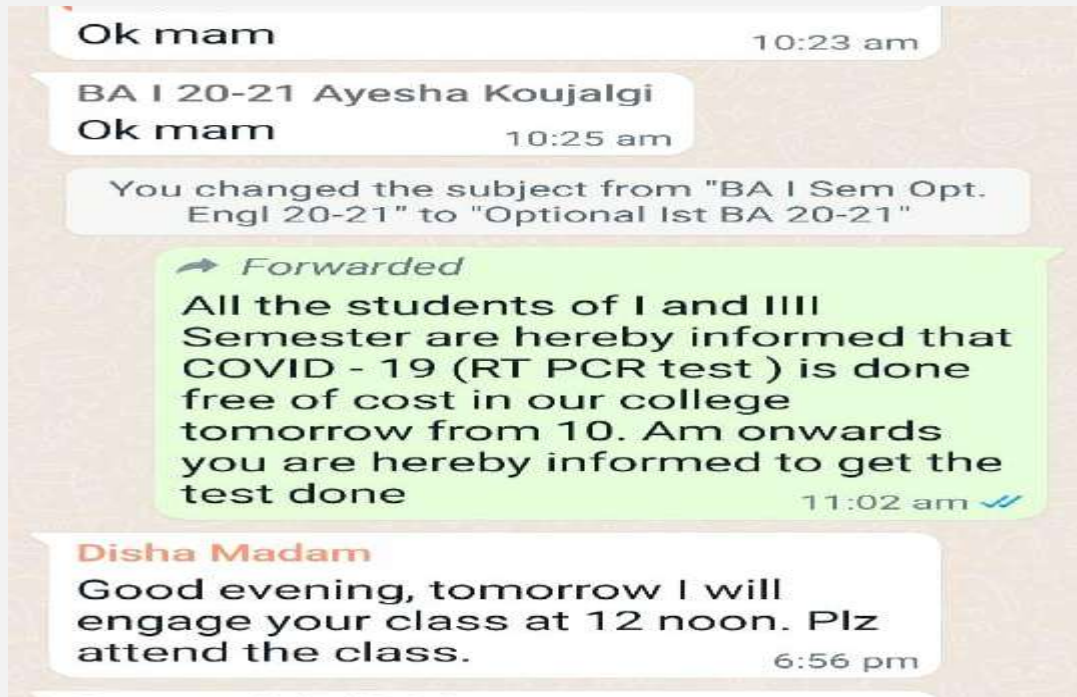 Ok mam
10:23 am
BA I 20-21 Ayesha Koujalgi
Ok mam 10:25 am
You changed the subject from "BA I Sem Opt.
Engl 20-21" to "Optional Ist BA 20-21"
Forwarded
All the students of I and IIII
Semester are hereby informed that
COVID - 19 (RT PCR test ) is done
free of cost in our college
tomorrow from 10. Am onwards
you are hereby informed to get the
test done
11:02 am
Disha Madam
Good evening, tomorrow I will
engage your class at 12 noon. Plz
attend the class.
6:56 pm